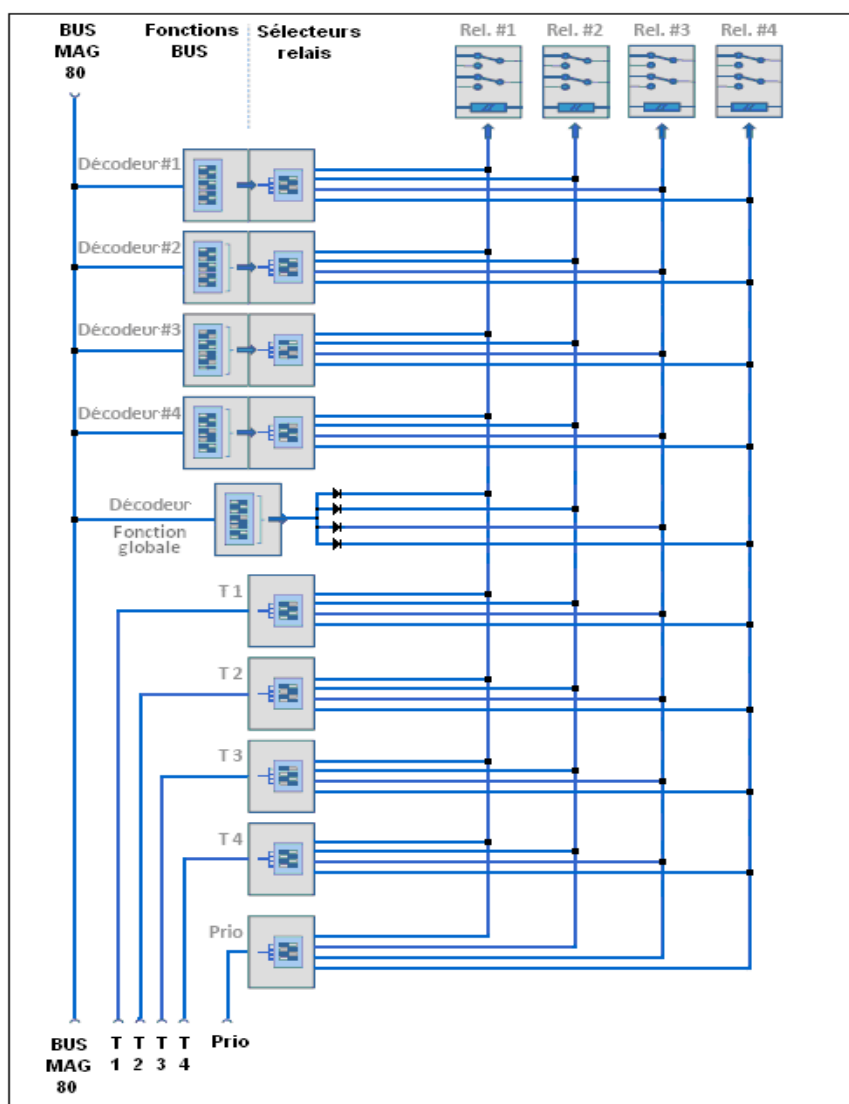 BUS
MAG
80
Fonctions
BUS
Sélecteurs
relais
Rel. #1
Rel. #2
Rel. #3
Rel. #4
Décodeur#1
Décodeur#2
Décodeur#3
Décodeur#4
Décodeur
Fonction
globale
T 1
T 2
T 3
T 4
Prio
BUS
MAG
80
T
1
T
2
T
3
T
4
Prio